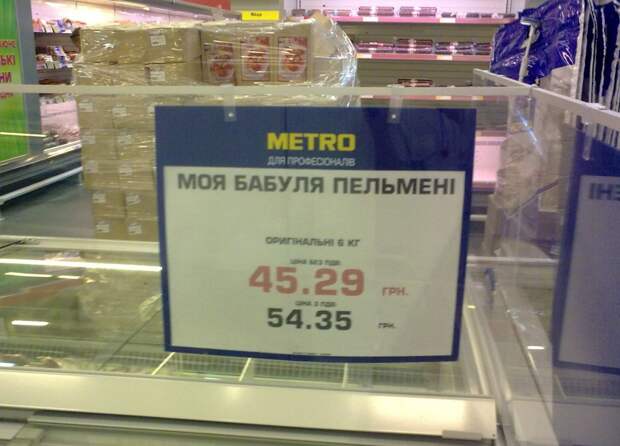 METRO
ДЛЯ ПРОФЕСІОНАЛІВ
МОЯ БАБУЛЯ ПЕЛЬМЕНІ
ОРИГІНАЛЬНІ 6 КГ
ЦІНА БЕЗ ПДВ:
45.29 ГРН.
ЦІНА З ПДВ:
54.35 ГРН.
ІНЗ